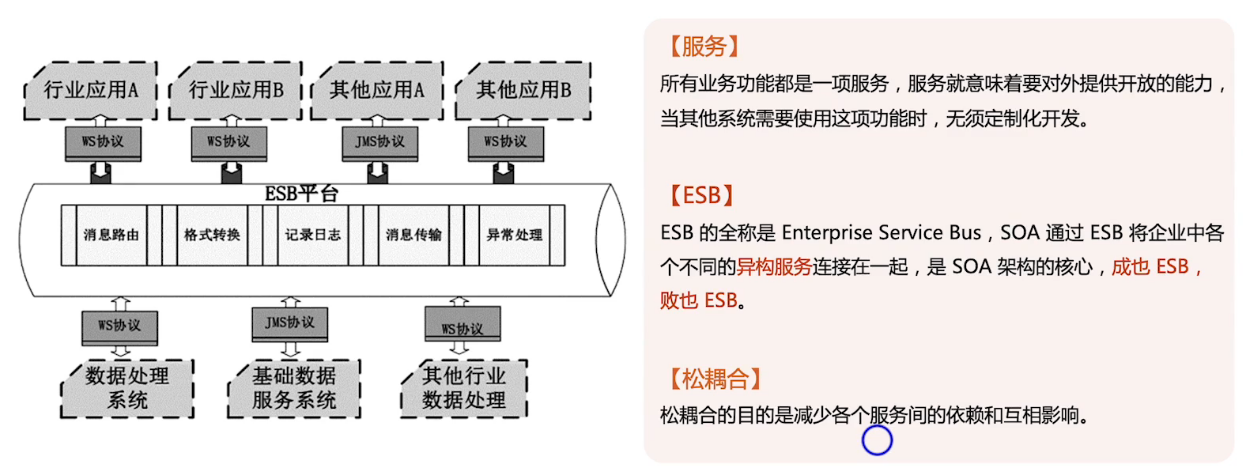 行业应用A
行业应用B
其他应用A
其他应用B
WS协议
WS协议
JMS协议
WS协议
ESB平台
消息路由
格式转换
记录日志
消息传输
异常处理
WS协议
JMS协议
WS协议
数据处理
系统
基础数据
服务系统
其他行业
数据处理
【服务】
所有业务功能都是一项服务，服务就意味着要对外提供开放的能力，
当其他系统需要使用这项功能时，无须定制化开发。
【ESB】
ESB 的全称是 Enterprise Service Bus，SOA 通过 ESB 将企业中各
个不同的异构服务连接在一起，是 SOA 架构的核心，成也 ESB，
败也 ESB。
【松耦合】
松耦合的目的是减少各个服务间的依赖和互相影响。